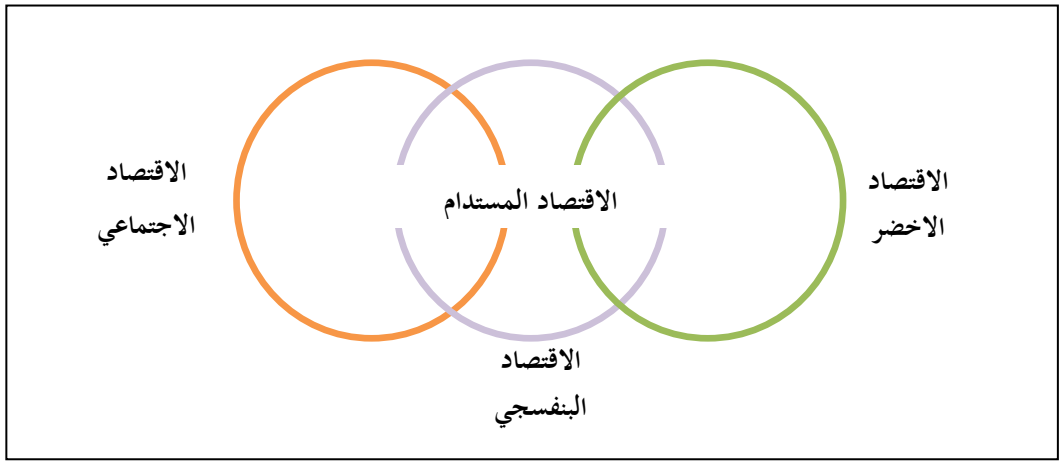 الاقتصاد
الاخضر
الاقتصاد المستدام
الاقتصاد
الاجتماعي
الاقتصاد
البنفسجي